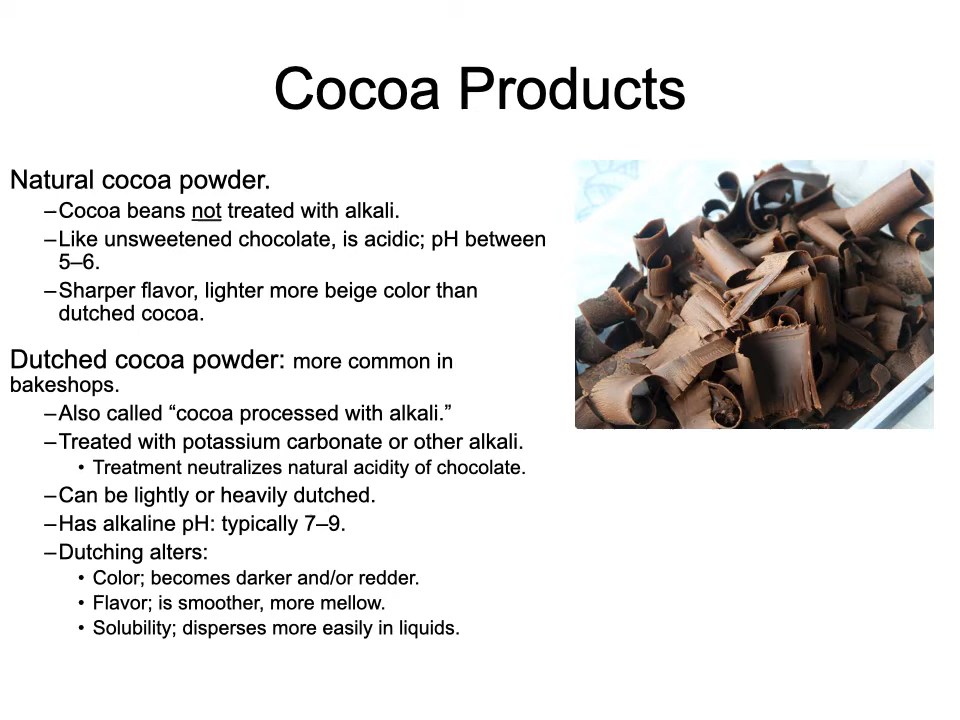 Cocoa Products
Natural cocoa powder.
–Cocoa beans not treated with alkali.
–Like unsweetened chocolate, is acidic; pH between
5–6.
–Sharper flavor, lighter more beige color than
dutched cocoa.
Dutched cocoa powder: more common in
bakeshops.
–Also called “cocoa processed with alkali.”
–Treated with potassium carbonate or other alkali.
• Treatment neutralizes natural acidity of chocolate.
–Can be lightly or heavily dutched.
–Has alkaline pH: typically 7–9.
–Dutching alters:
• Color; becomes darker and/or redder.
• Flavor; is smoother, more mellow.
• Solubility; disperses more easily in liquids.